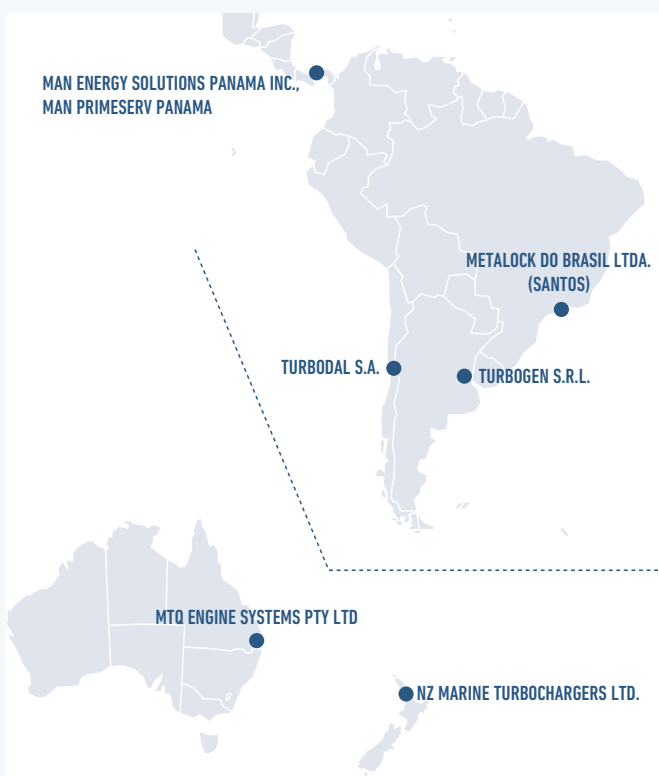 MAN ENERGY SOLUTIONS PANAMA INC.,
MAN PRIMESERV PANAMA
METALOCK DO BRASIL LTDA.
(SANTOS)
TURBODAL S.A.
TURBOGEN S.R.L.
MTQ ENGINE SYSTEMS PTY LTD
NZ MARINE TURBOCHARGERS LTD.